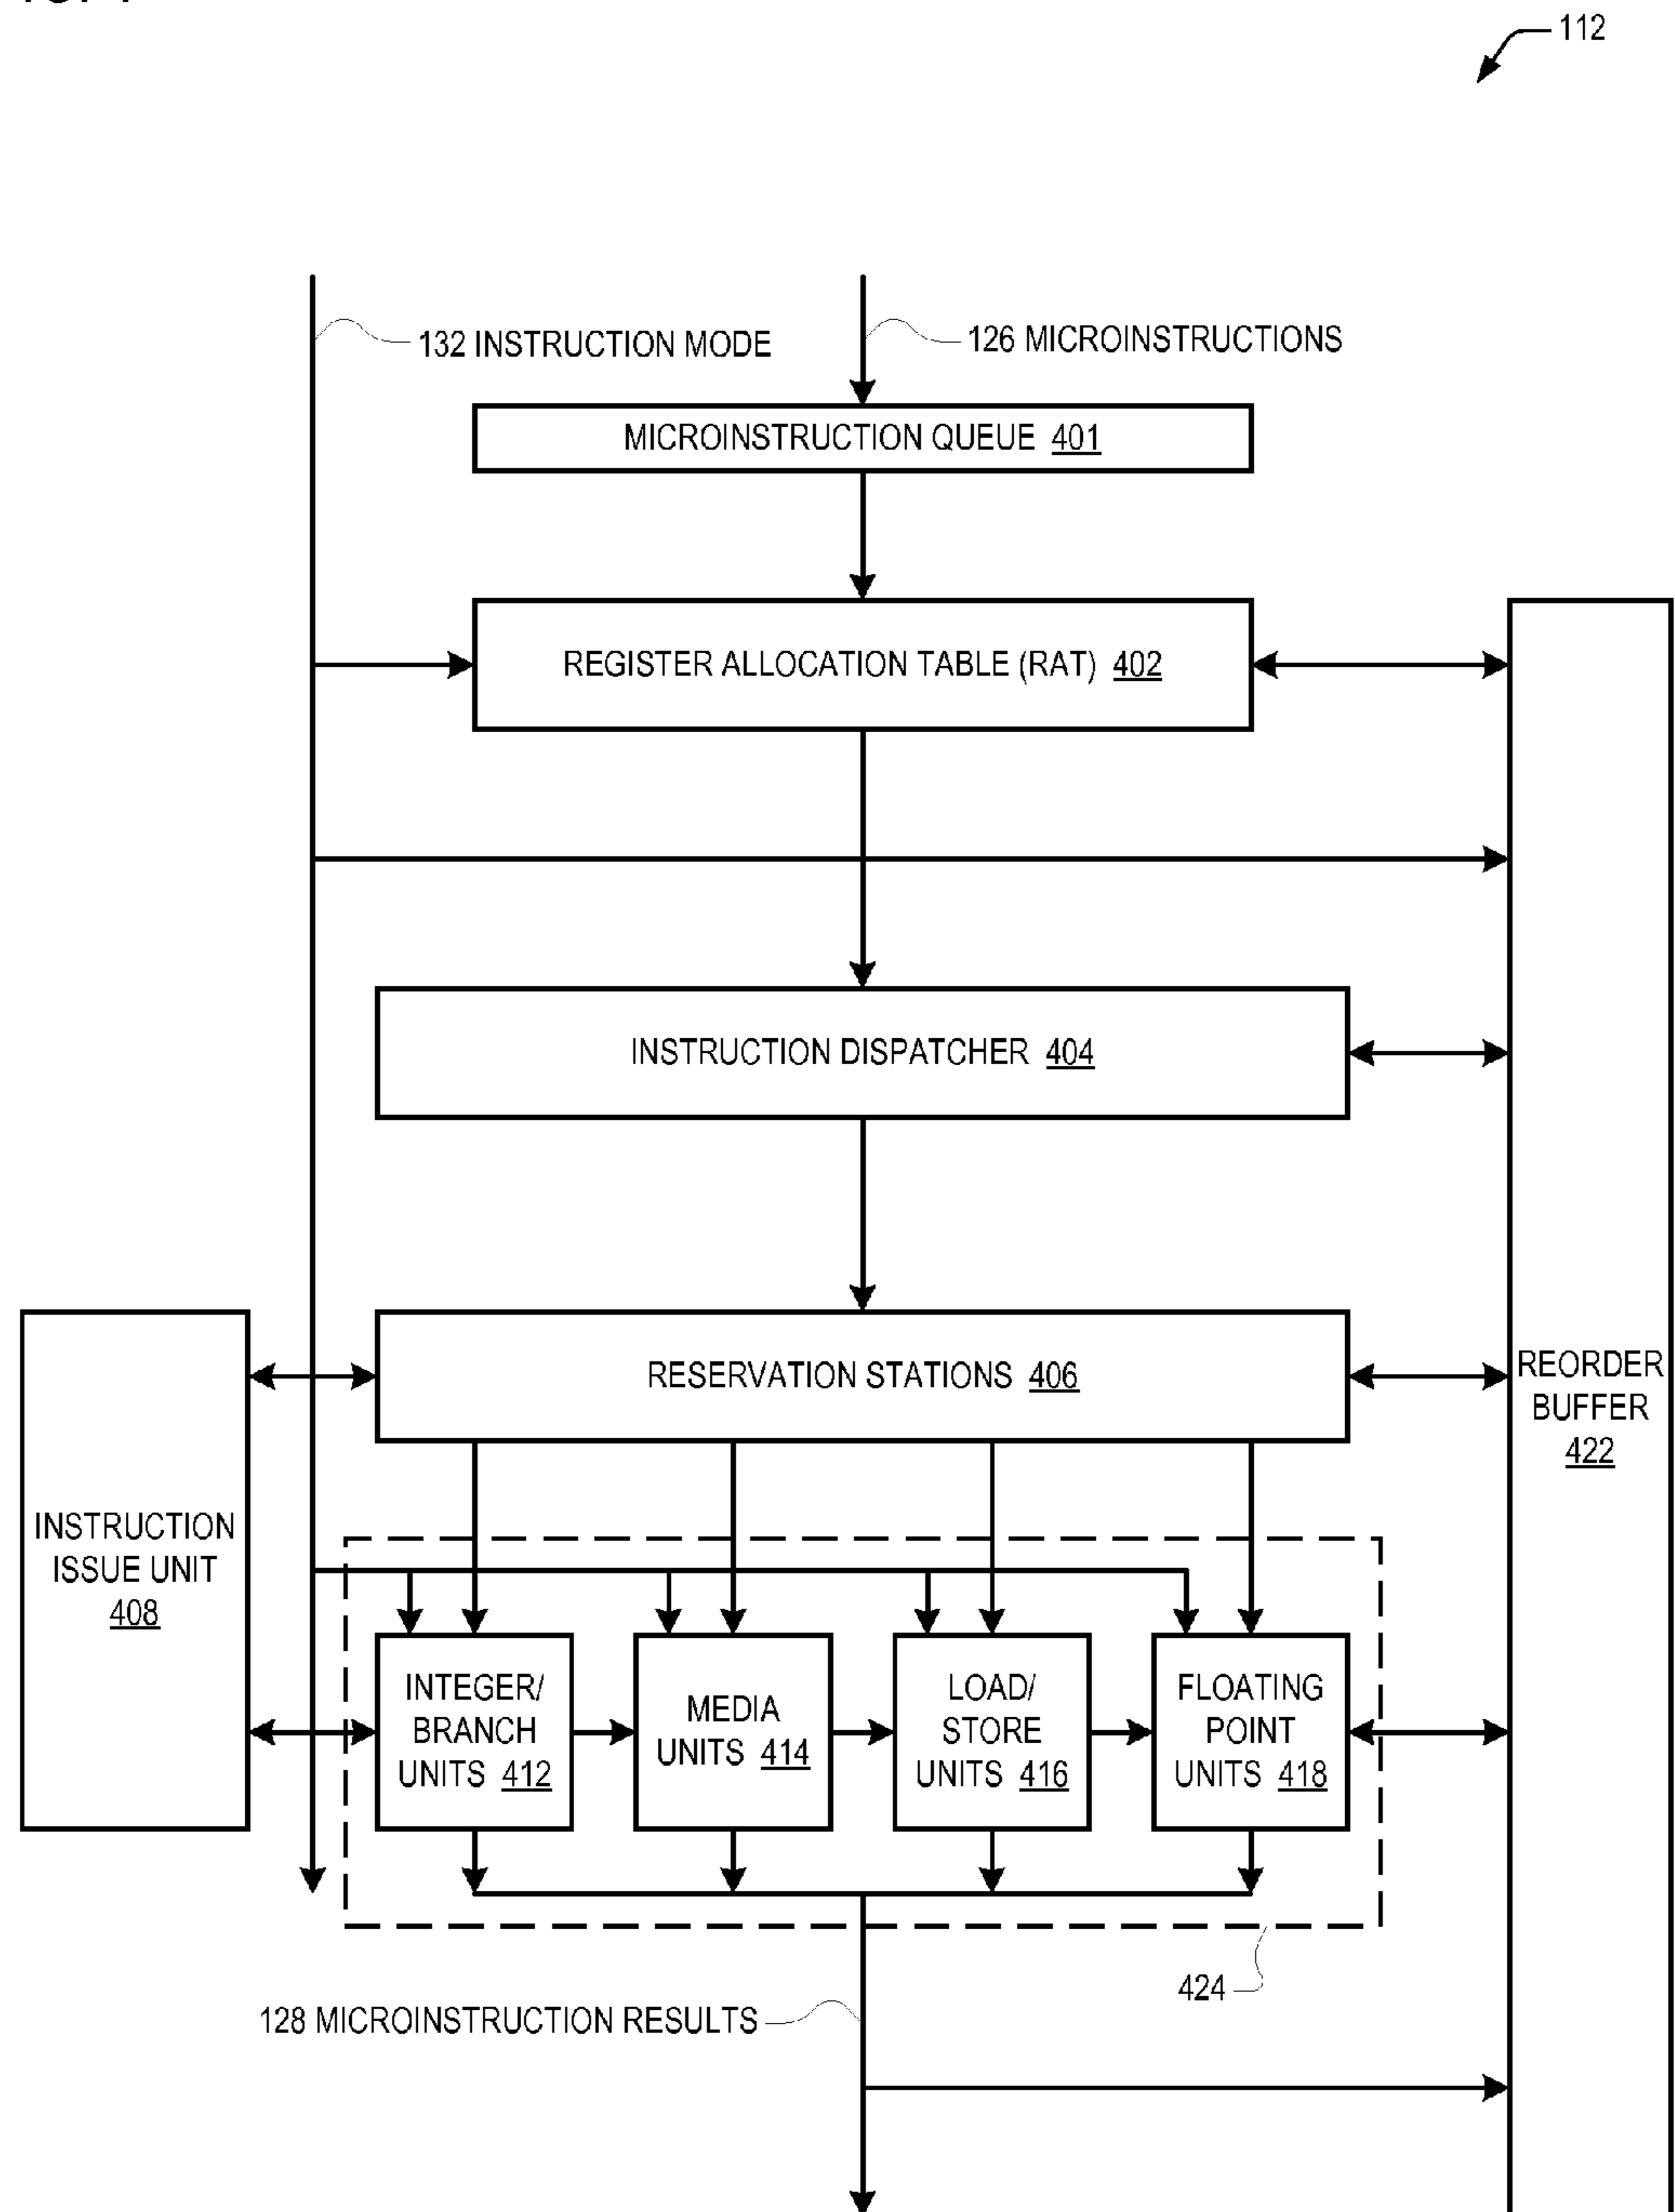 112
132 INSTRUCTION MODE
126 MICROINSTRUCTIONS
MICROINSTRUCTION QUEUE 401
REGISTER ALLOCATION TABLE (RAT) 402
INSTRUCTION DISPATCHER 404
RESERVATION STATIONS 406
REORDER
BUFFER
422
INSTRUCTION
ISSUE UNIT
408
INTEGER/
BRANCH
UNITS 412
MEDIA
UNITS 414
LOAD/
STORE
UNITS 416
FLOATING
POINT
UNITS 418
424
128 MICROINSTRUCTION RESULTS